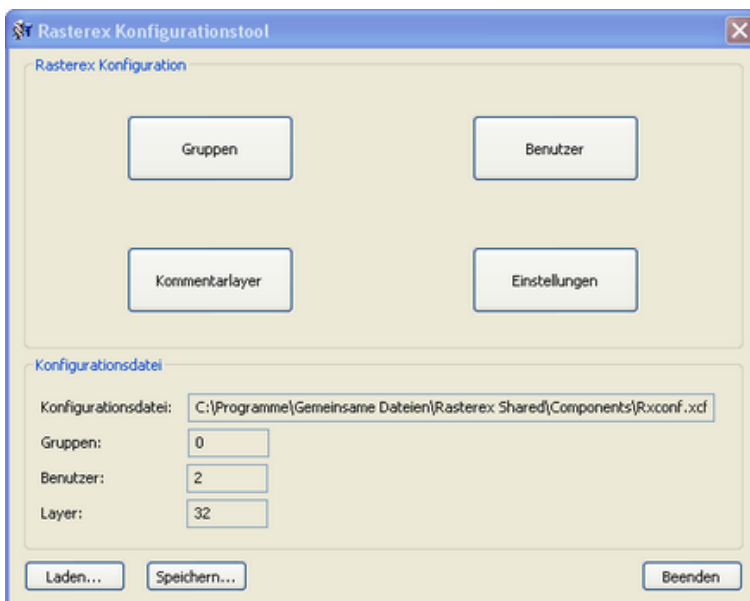 Rasterex Konfigurationstool
Rasterex Konfiguration
Gruppen
Benutzer
Kommentarlayer
Einstellungen
Konfigurationsdatei
Konfigurationsdatei: C:\Programme\Gemeinsame Dateien\Rasterex Shared\Components\Rxconf.xcf
Gruppen: 0
Benutzer: 2
Layer: 32
Laden... Speichern... Beenden